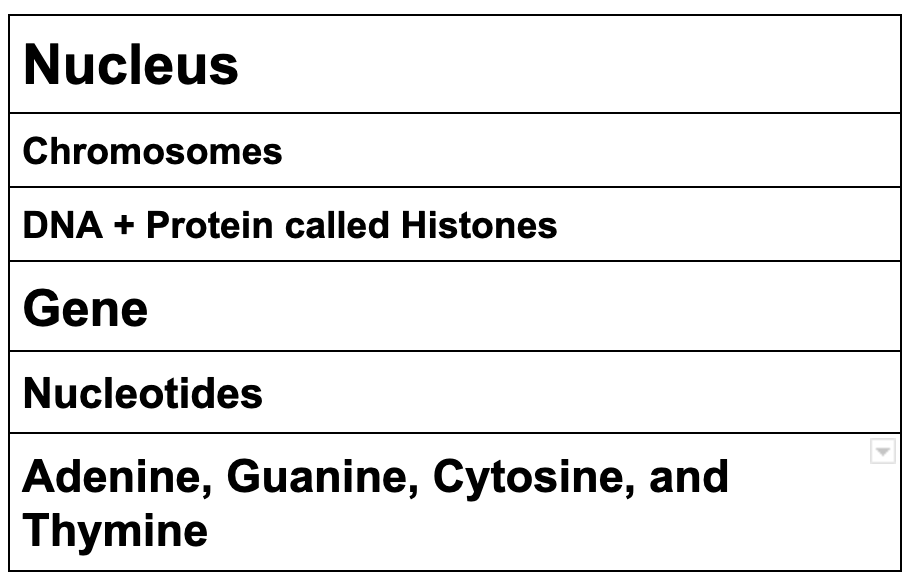 Nucleus
Chromosomes
DNA + Protein called Histones
Gene
Nucleotides
Adenine, Guanine, Cytosine, and
Thymine